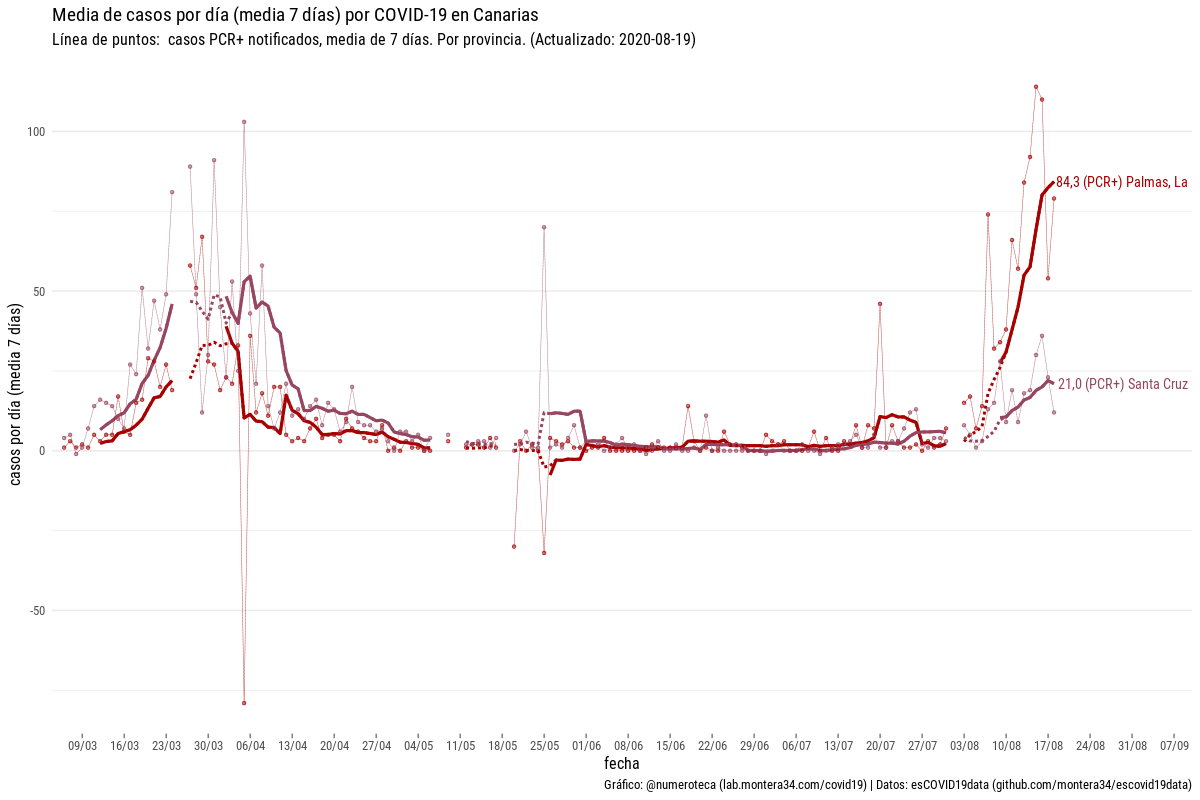 Media de casos por día (media 7 días) por COVID-19 en Canarias
Línea de puntos:  casos PCR+ notificados, media de 7 días. Por provincia. (Actualizado: 2020-08-19)
casos por día (media 7 días)
100
50
0
-50
84,3 (PCR+) Palmas, La
21,0 (PCR+) Santa Cruz
09/03 16/03 23/03 30/03 6/04 13/04 20/04 27/04 04/05 11/05 18/05 25/05 01/06 08/06 15/06 22/06 29/06 06/07 13/07 20/07 27/07 03/08 10/08 17/08 24/08 31/08 07/09
fecha
Gráfico: @numeroteca (lab.montera34.com/covid19) | Datos: esCOVID19data (github.com/montera34/escovid19data)